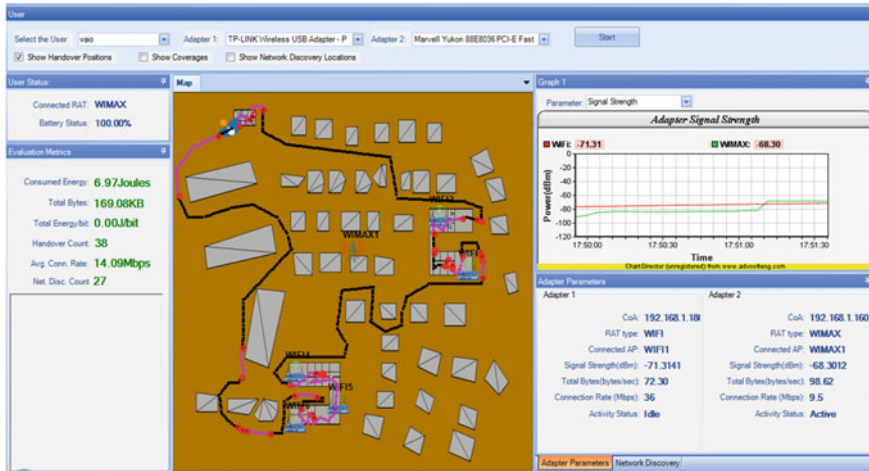 User
Select the User vaio Adapter 1: TP-LINK Wireless USB Adapter - P Adapter 2: Marvell Yukon 88E8036 PCI-E Fast Start
Show Handover Positions Show Coverages Show Network Discovery Locations
User Status:
Connected RAT: WIMAX
Battery Status: 100.00%
Evaluation Metrics
Consumed Energy: 6.97Joules
Total Bytes: 169.08KB
Total Energy/bit: 0.00J/bit
Handover Count: 38
Avg. Conn. Rate: 14.09Mbps
Net. Disc. Count 27
Map
WIFI2
WIMAX1
WIFI4
WIFI5
Graph 1
Parameter: Signal Strength
Adapter Signal Strength
WiFi: -71.31 WIMAX: -68.30
Power(dBm)
0
-20
-40
-60
-80
-100
-120
17:50:00 17:50:30 17:51:00 17:51:30
Time
Chart Director (unregistered) from www.advsofteng.com
Adapter Parameters
Adapter 1
CoA: 192.168.1.18
RAT type: WIFI
Connected AP: WIFI1
Signal Strength(dBm) -71.3141
Total Bytes(bytes/sec) 72.30
Connection Rate (Mbps) 36
Activity Status: Idle
Adapter 2
CoA: 192.168.1.160
RAT type: WIMAX
Connected AP: WIMAX1
Signal Strength(dBm) -68.3012
Total Bytes(bytes/sec) 98.62
Connection Rate (Mbps) 9.5
Activity Status: Active
Adapter Parameters Network Discovery